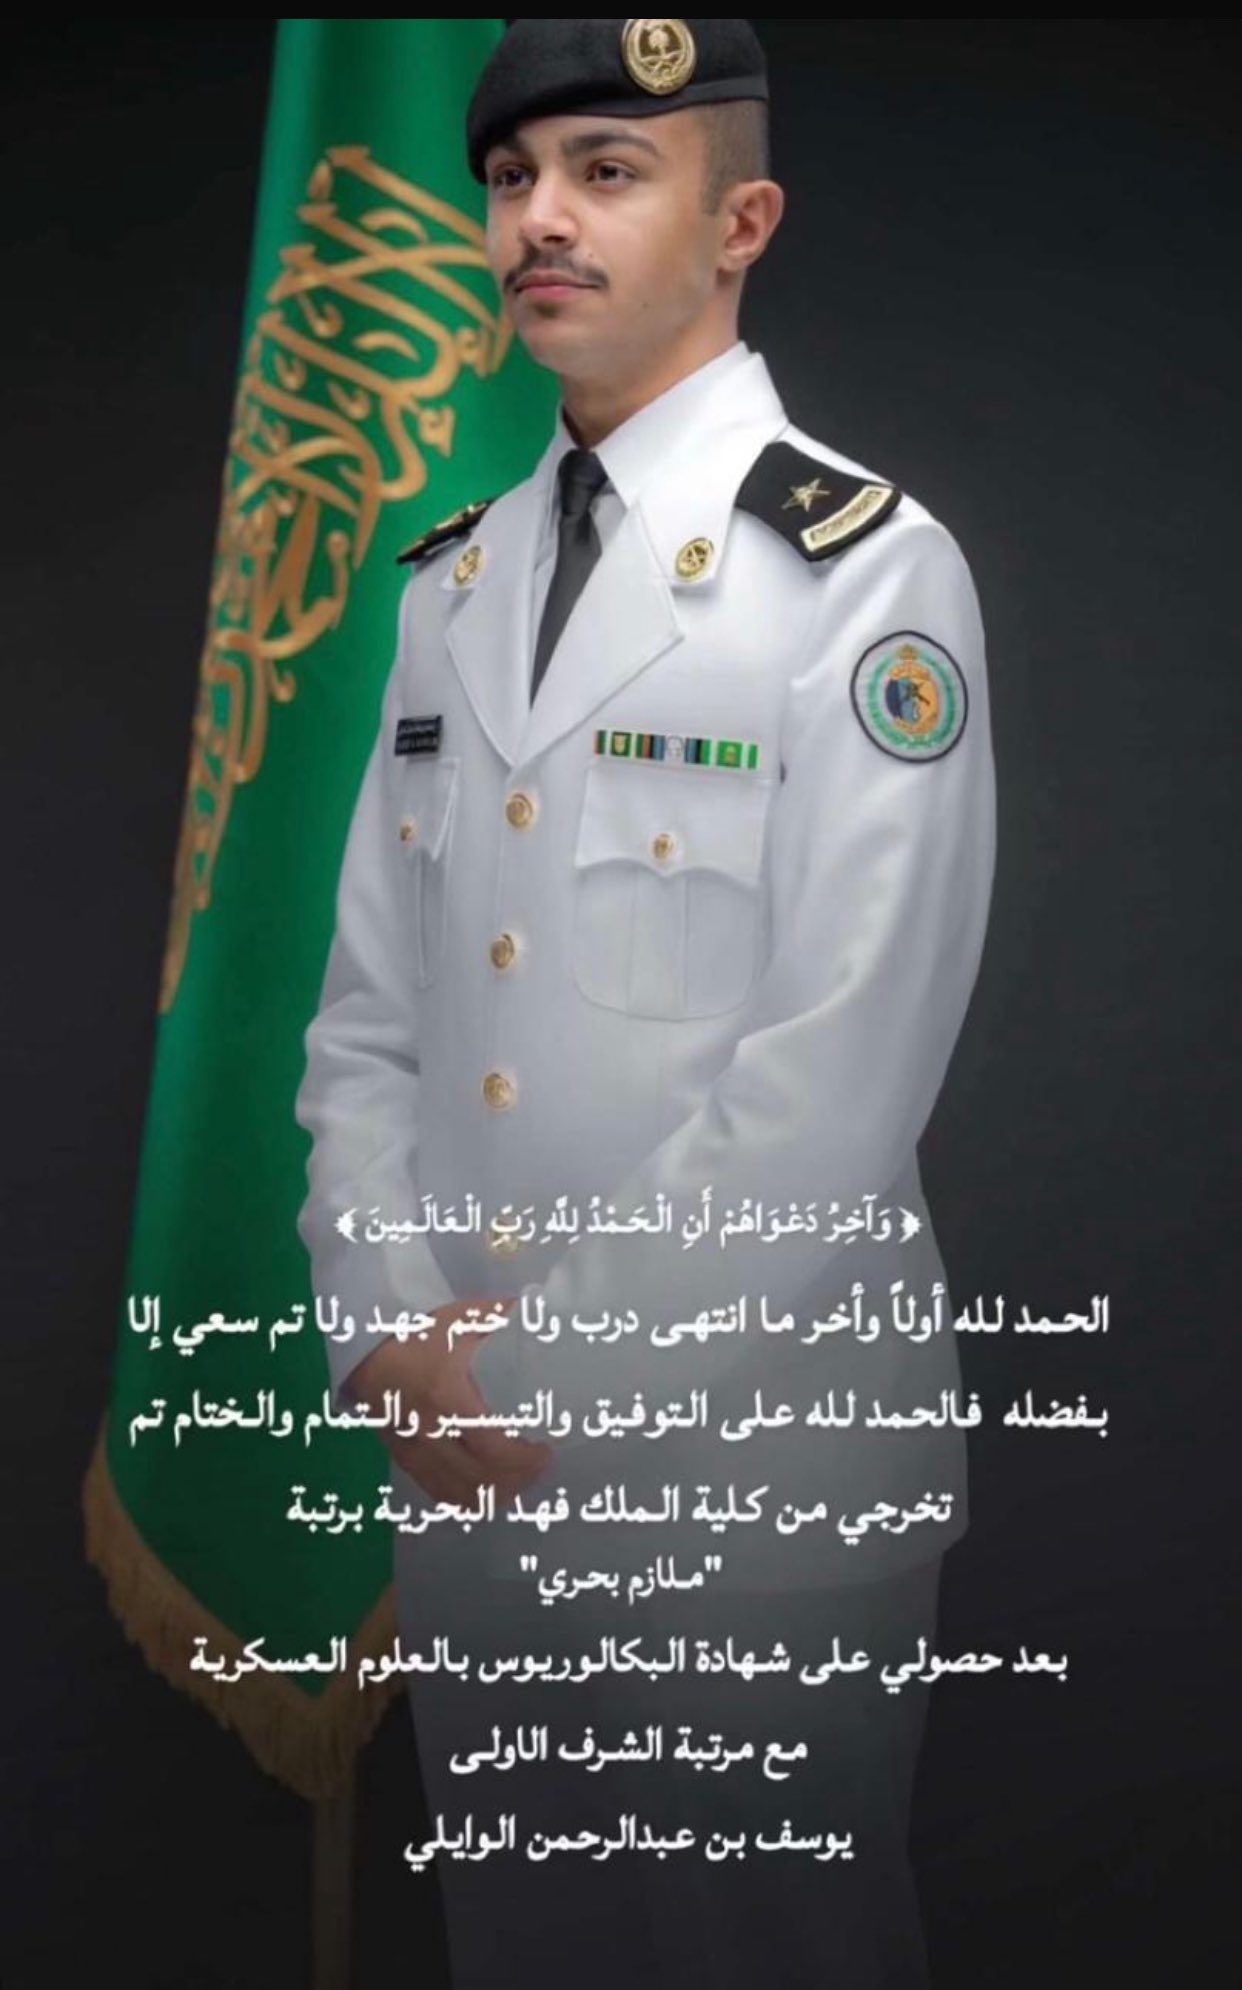 ﴿ وَآخِرُ دَعْوَاهُمْ أَنِ الْحَمْدُ لِلَّهِ رَبِّ الْعَالَمِينَ ﴾
الحمد لله أولاً وأخر ما انتهى درب ولا ختم جهد ولا تم سعي إلا
بفضله فالحمد لله على التوفيق والتيسير والتمام والختام تم
تخرجي من كلية الملك فهد البحرية برتبة
"ملازم بحري"
بعد حصولي على شهادة البكالوريوس بالعلوم العسكرية
مع مرتبة الشرف الاولى
يوسف بن عبدالرحمن الوايلي